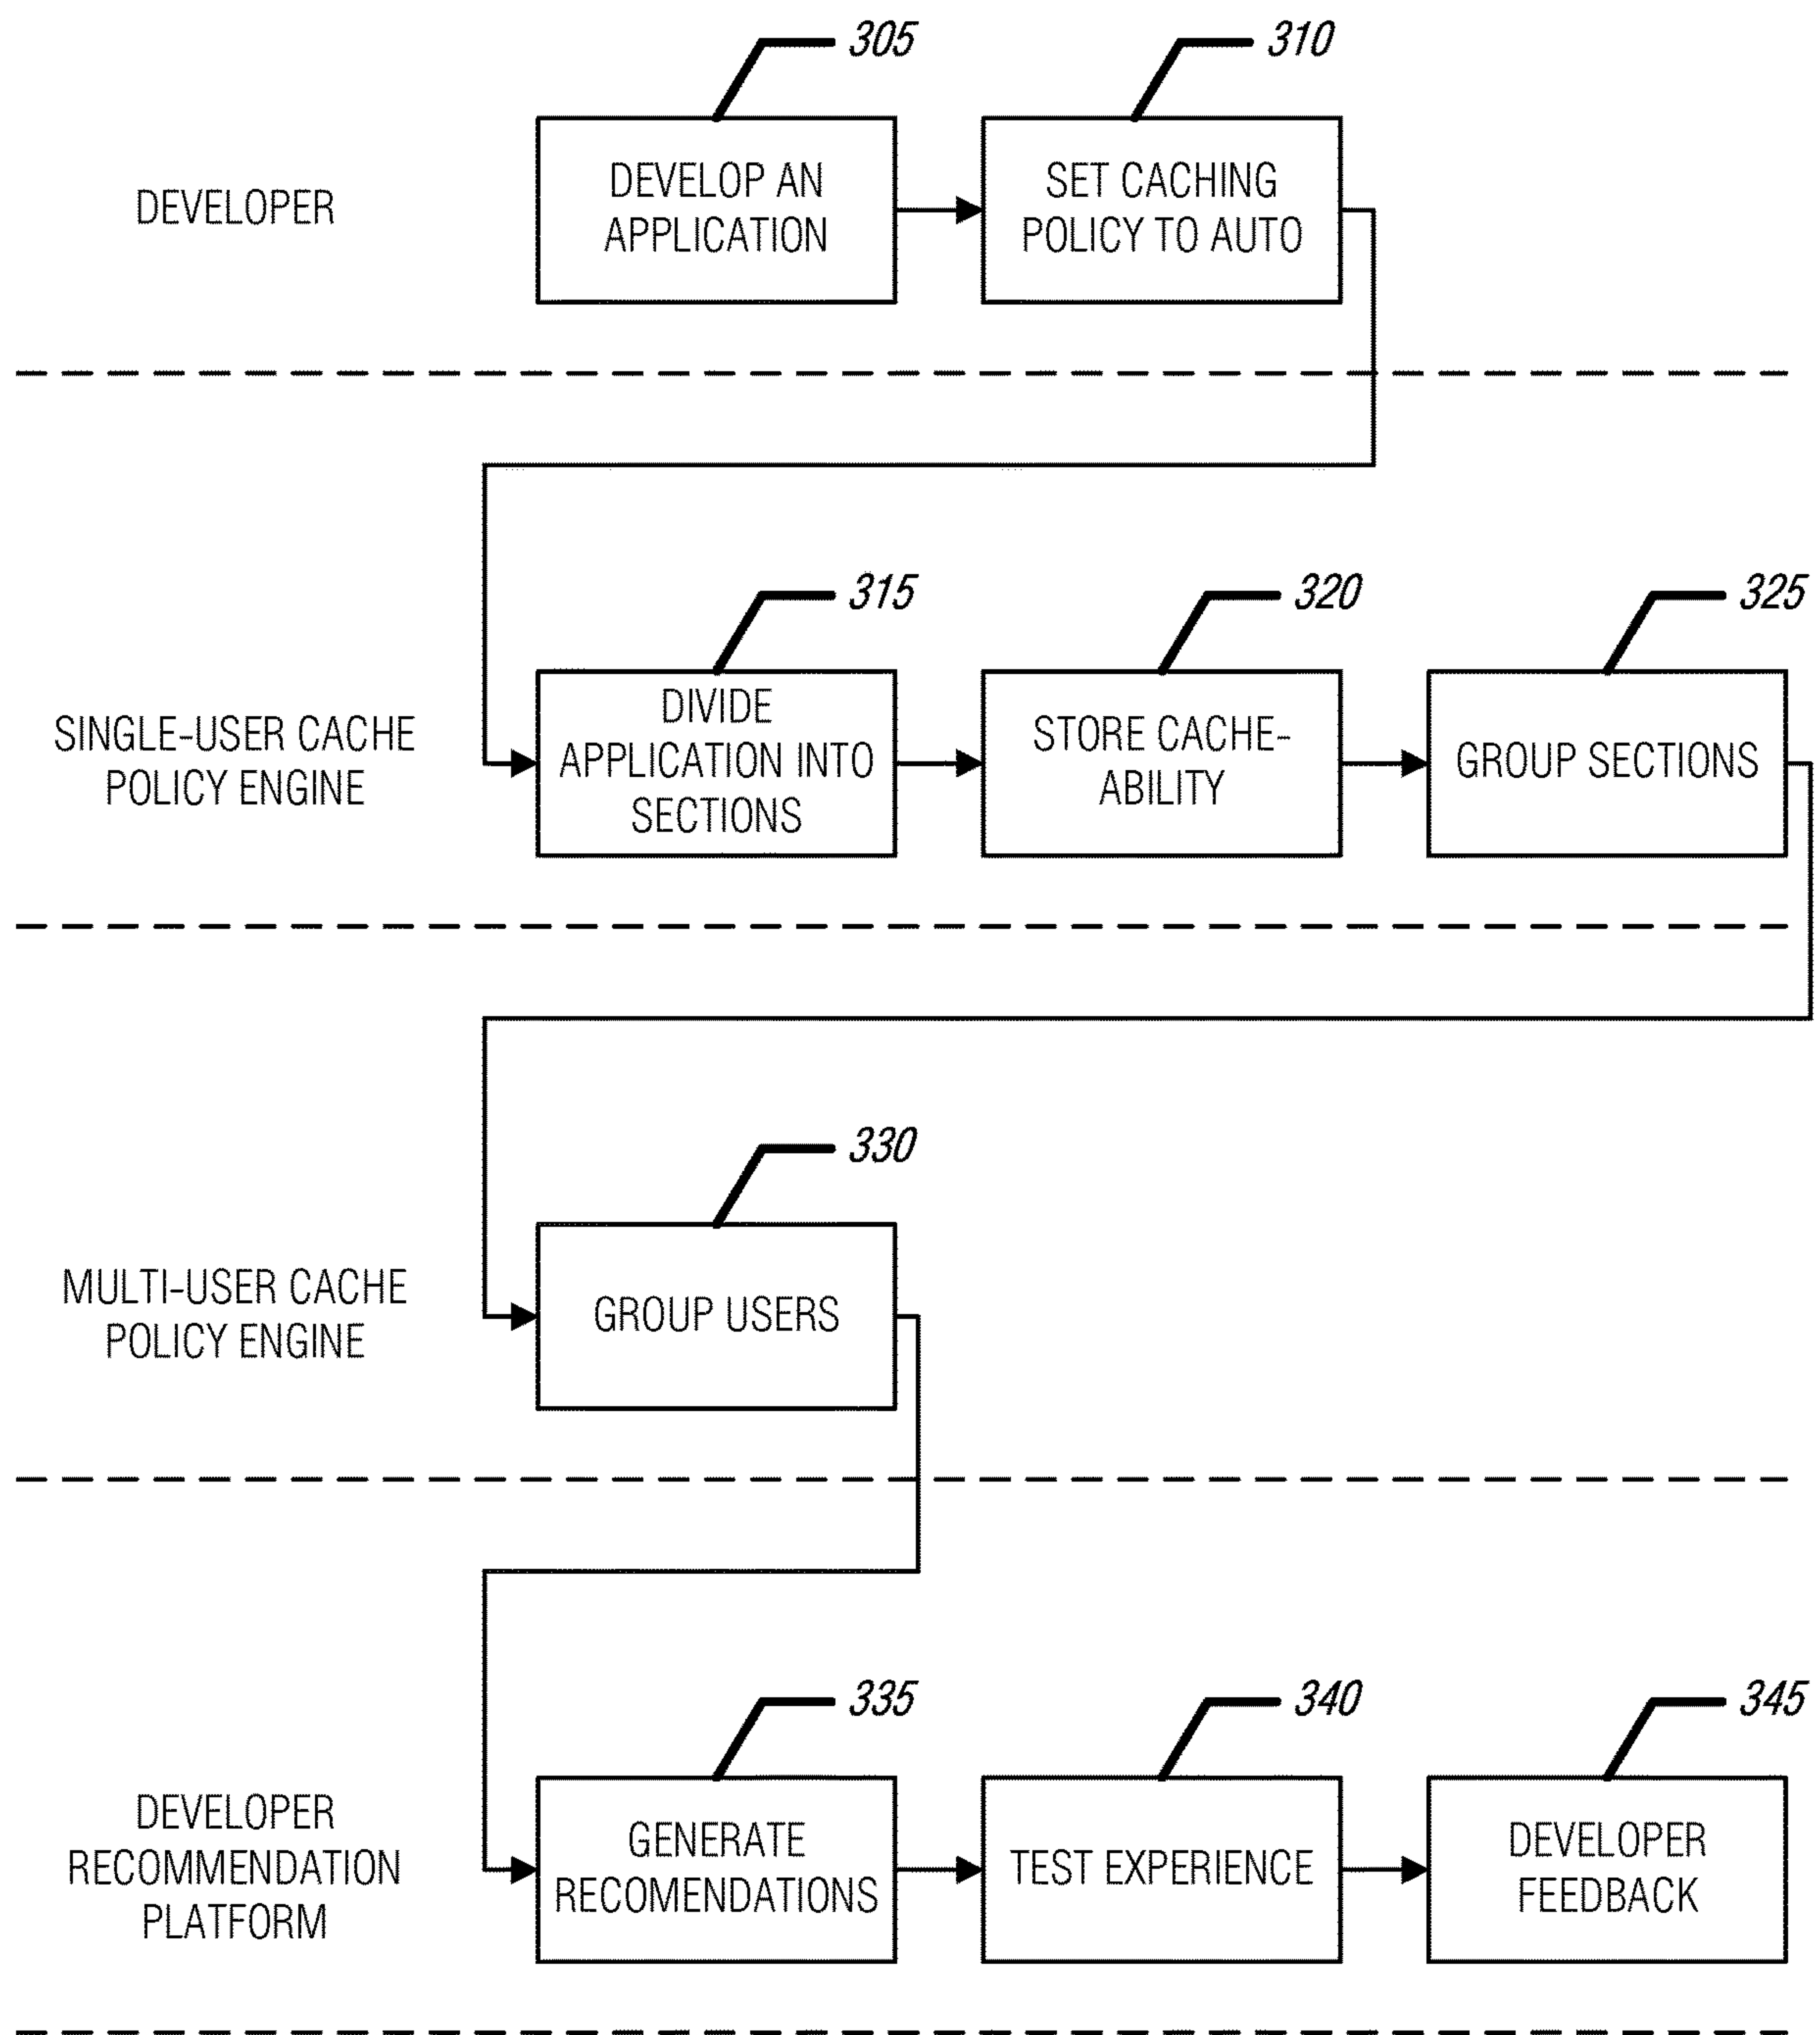 305
310
DEVELOPER
DEVELOP AN
APPLICATION
SET CACHING
POLICY TO AUTO
315
320
325
SINGLE-USER CACHE
POLICY ENGINE
DIVIDE
APPLICATION INTO
SECTIONS
STORE CACHE-
ABILITY
GROUP SECTIONS
330
MULTI-USER CACHE
POLICY ENGINE
GROUP USERS
335
340
345
DEVELOPER
RECOMMENDATION
PLATFORM
GENERATE
RECOMENDATIONS
TEST EXPERIENCE
DEVELOPER
FEEDBACK